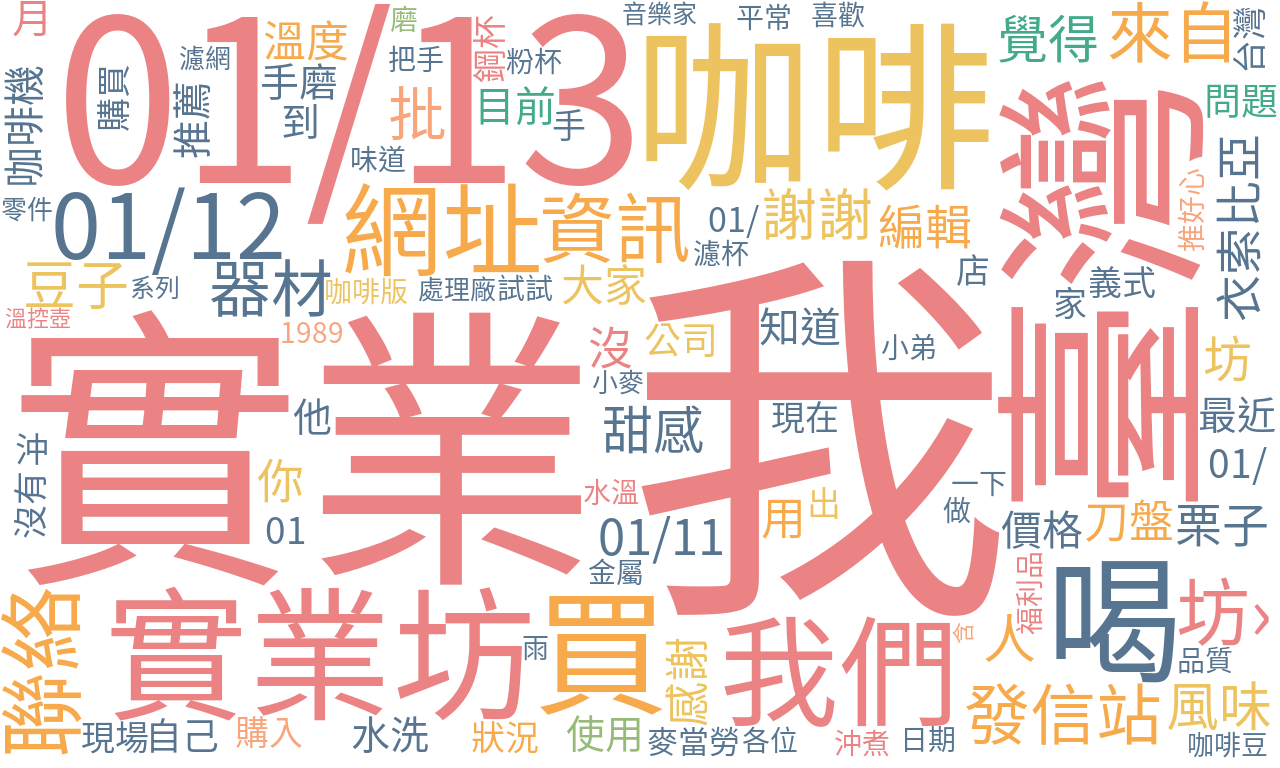 月
01/13
溫度
磨
鋼杯
音樂家
平常
喜歡
覺得
來自
台灣
咖啡機
購買
濾網
推薦
手磨
到
把手
粉杯
批
目前
手
味道
咖啡
灣
問題
推好心
衣索比亞
零件
01/12
網址
資訊
01/
謝謝
編輯
濾杯
店
家
義式
豆子
系列
器材
咖啡版
處理廠
試試
大家
溫控壺
1989
沒
公司
知道
小弟
坊
實業
我
臺
小麥
他
甜感
現在
最近
沖
沒有
你
01
水溫
01/11
用
出
一下
做
01/
價格
刀盤
栗子
金屬
福利品
喝
坊›
聯絡
實業坊
買
雨
感謝
我們
含
人
品質
發信站
風味
現場
自己
購入
水洗
狀況
使用
麥當勞
各位
沖煮
日期
咖啡豆